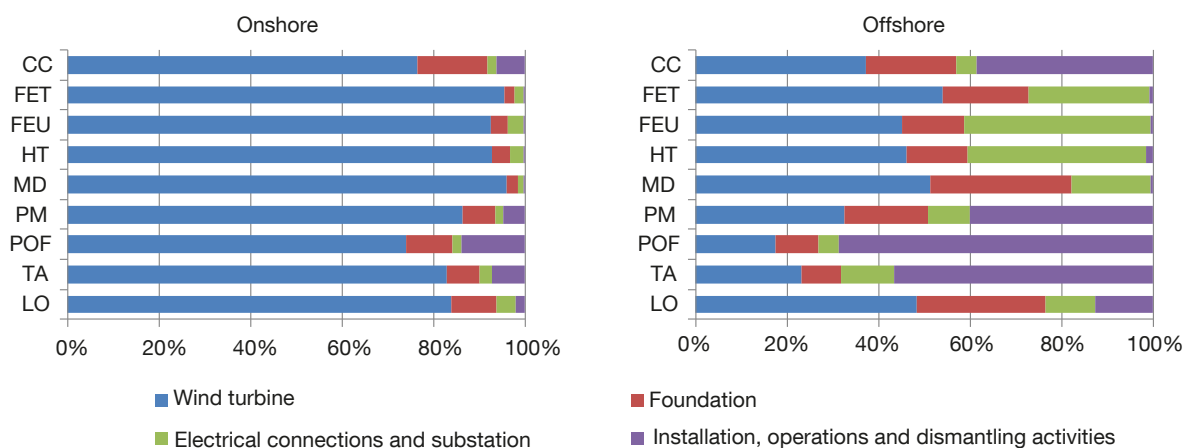 Onshore
CC
FET
FEU
HT
MD
PM
POF
TA
LO
0% 20% 40% 60% 80% 100%
Offshore
CC
FET
FEU
HT
MD
PM
POF
TA
LO
0% 20% 40% 60% 80% 100%
Wind turbine
Foundation
Electrical connections and substation
Installation, operations and dismantling activities